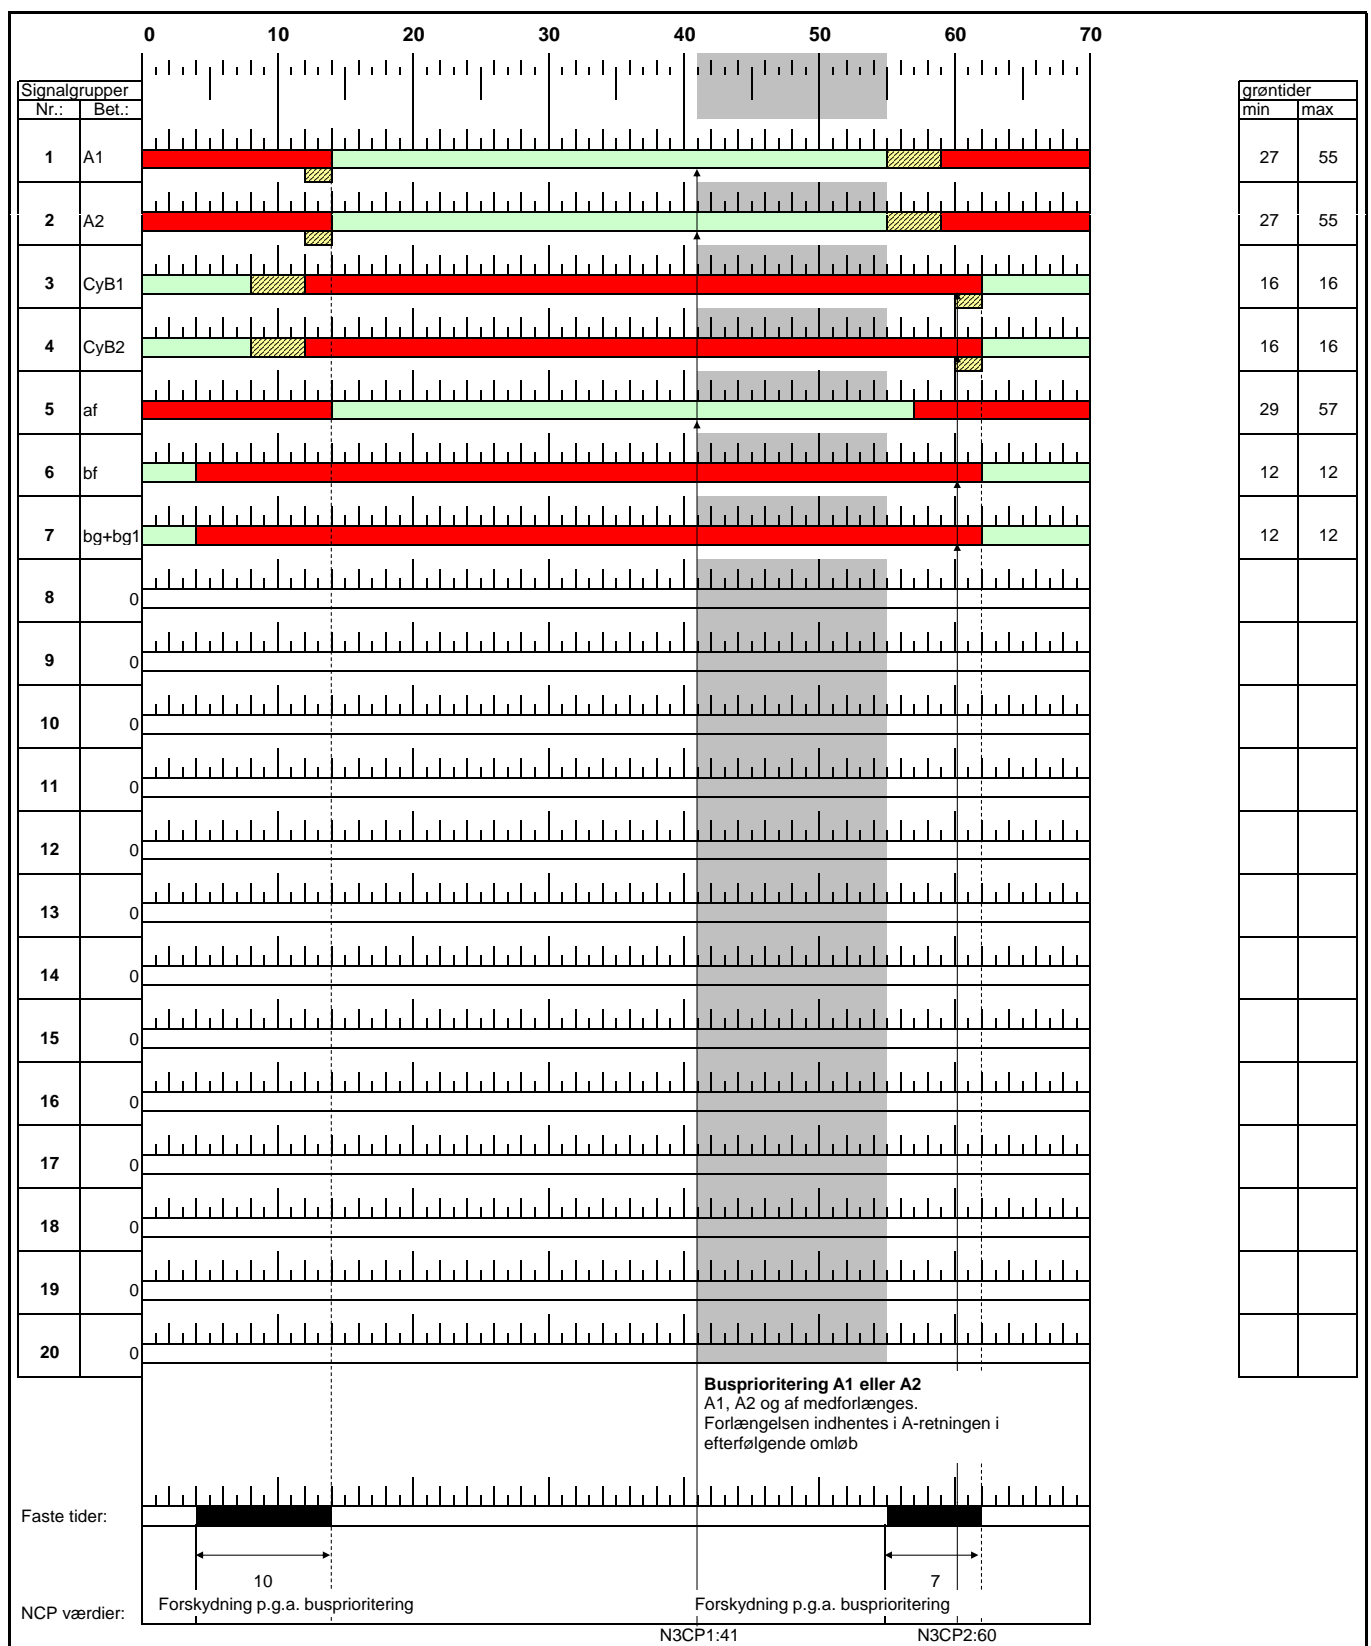 0 10 20 30 40 50 60 70
Signalgrupper grøntider
Nr.: Bet.: min max
1 A1 27 55
2 A2 27 55
3 CyB1 16 16
4 CyB2 16 16
5 af 29 57
6 bf 12 12
7 bg+bg1 12 12
8 0
9 0
10 0
11 0
12 0
13 0
14 0
15 0
16 0
17 0
18 0
19 0
20 0
Busprioritering A1 eller A2
A1, A2 og af medforlænges.
Forlængelsen indhentes i A-retningen i
efterfølgende omløb
Faste tider:
10 7
Forskydning p.g.a. busprioritering Forskydning p.g.a. busprioritering
NCP værdier:
N3CP1:41 N3CP2:60